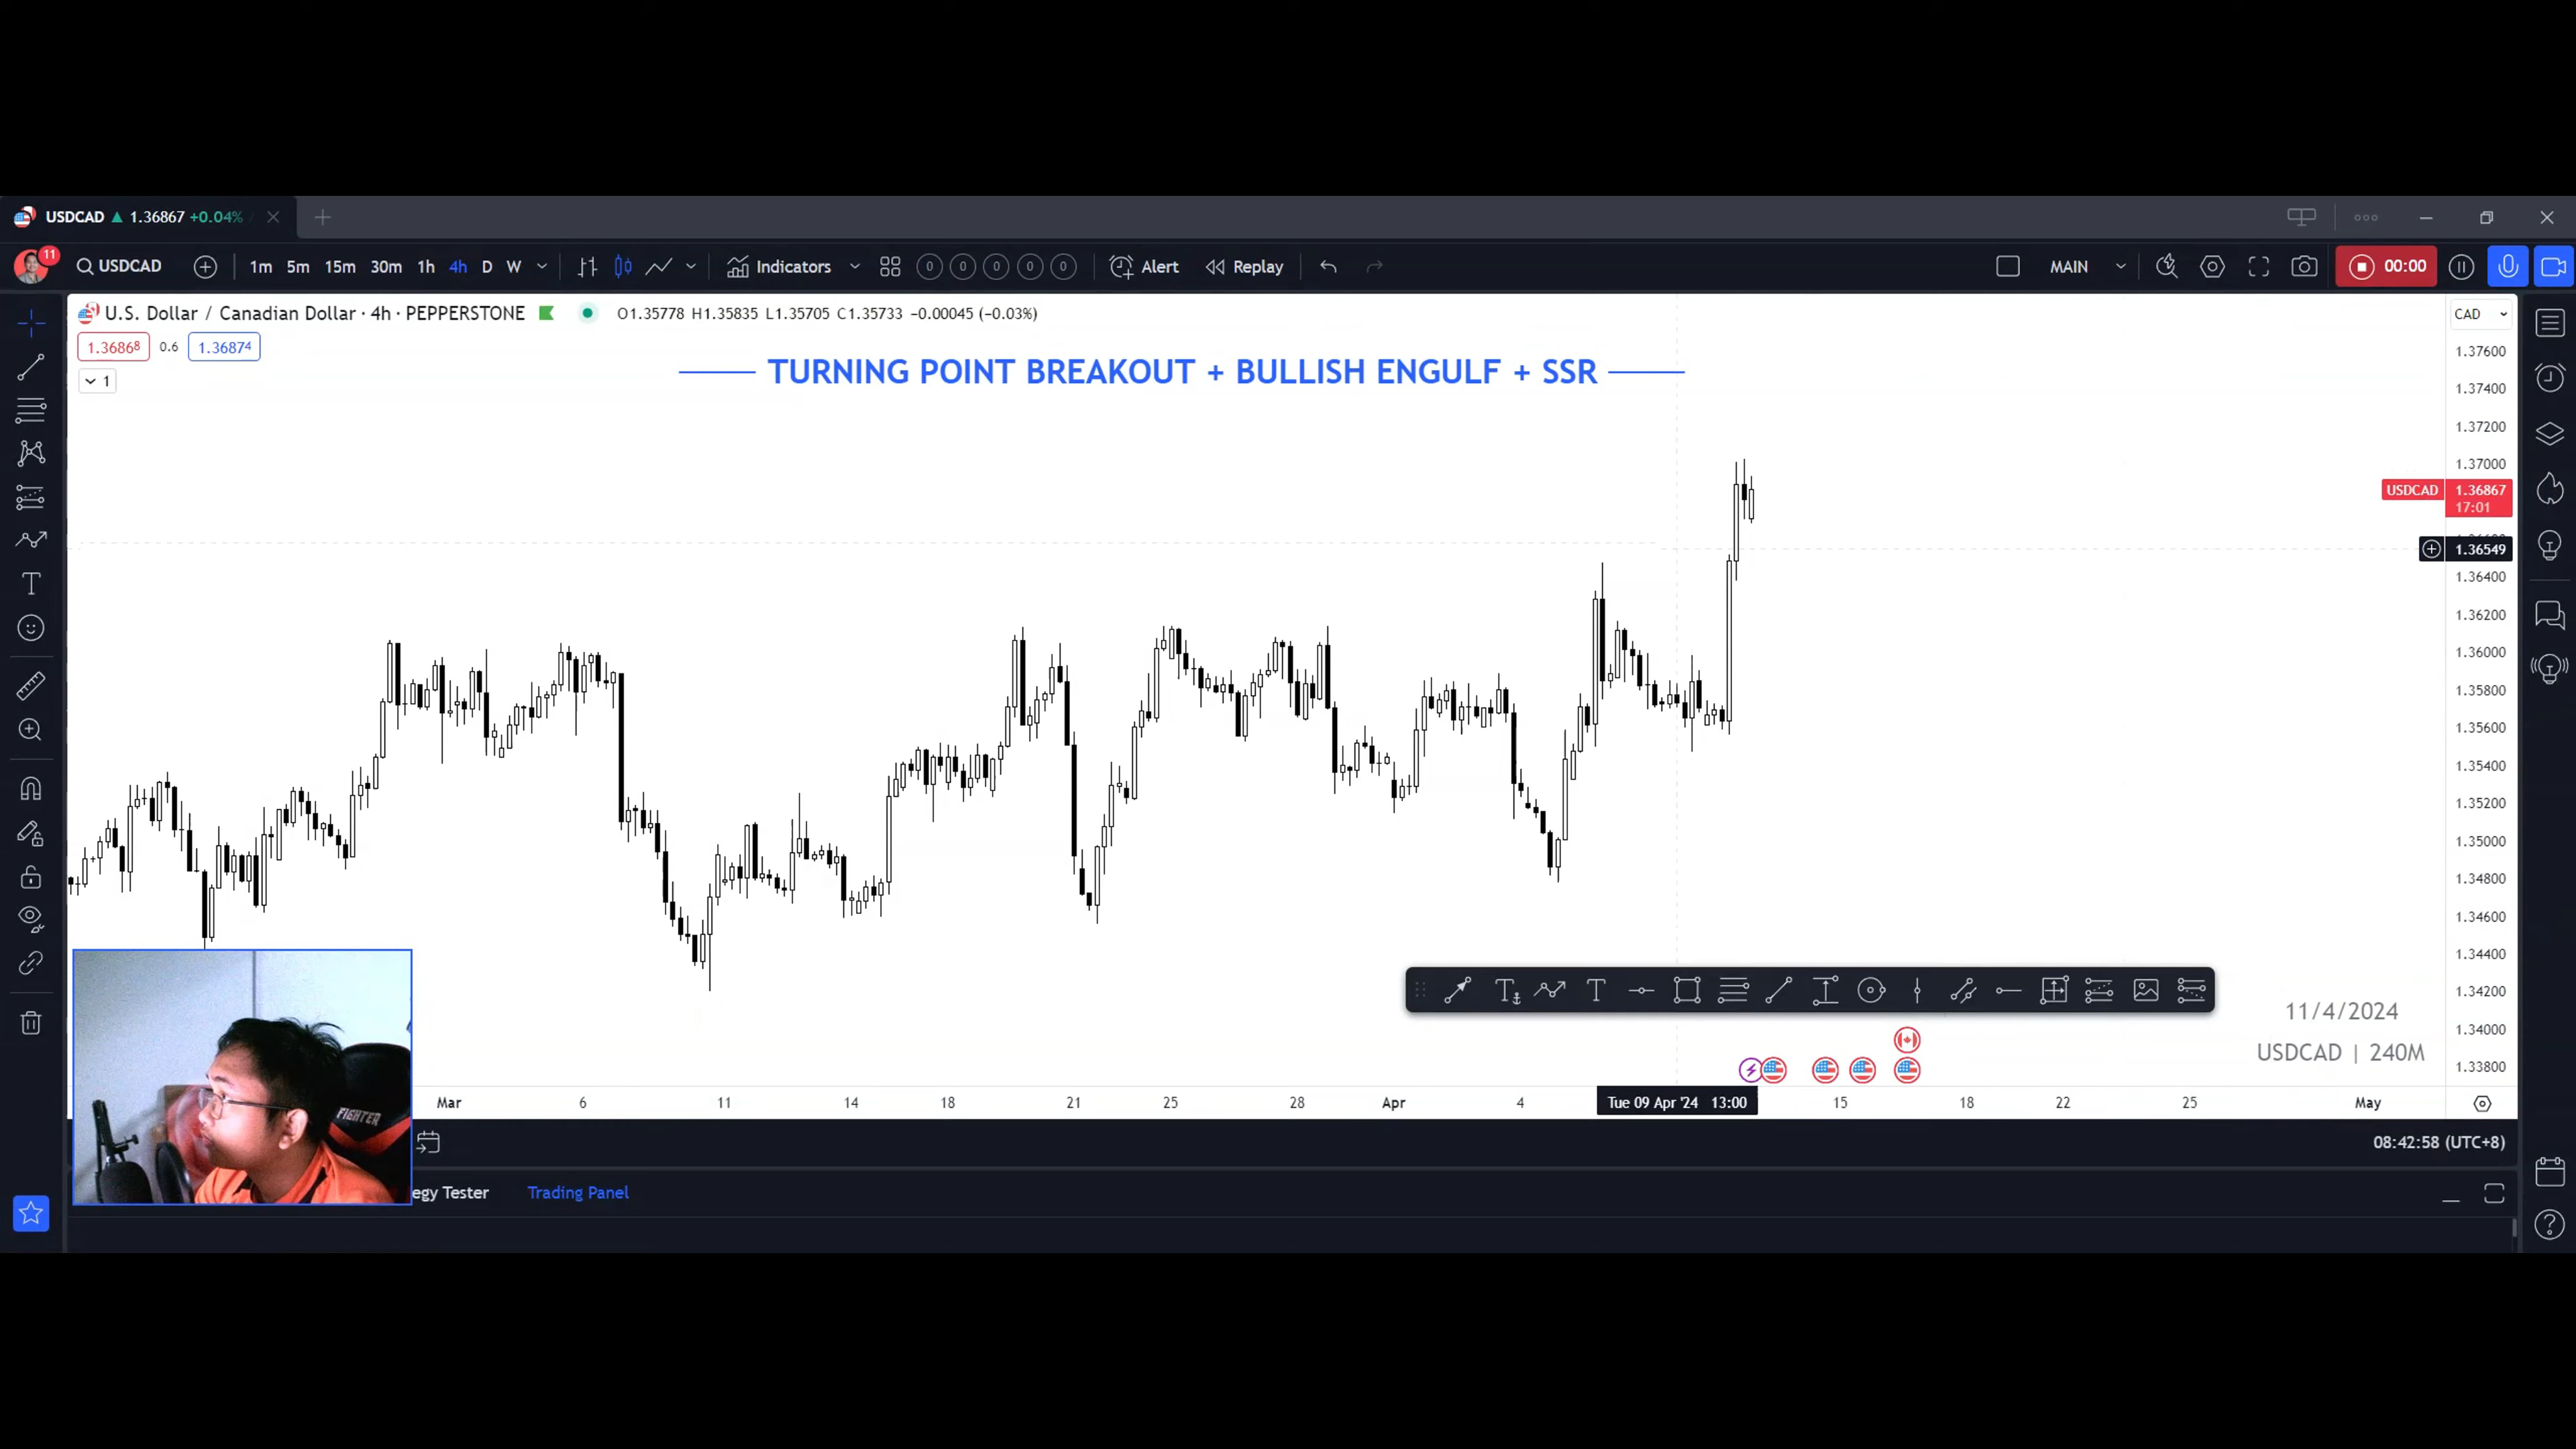 USDCAD ▲ 1.36867 +0.04%
11
USDCAD 1m 5m 15m 30m 1h 4h D W Indicators 0 0 0 0 0 Alert Replay MAIN 00:00
U.S. Dollar / Canadian Dollar · 4h · PEPPERSTONE O1.35778 H1.35835 L1.35705 C1.35733 −0.00045 (−0.03%)
CAD
1.36868 0.6 1.36874
1
TURNING POINT BREAKOUT + BULLISH ENGULF + SSR
1.37600
1.37400
1.37200
1.37000
USDCAD 1.36867
17:01
1.36549
1.36400
1.36200
1.36000
1.35800
1.35600
1.35400
1.35200
1.35000
1.34800
1.34600
1.34400
1.34200
1.34000
1.33800
11/4/2024
USDCAD | 240M
FIGHTER
Mar 6 11 14 18 21 25 28 Apr 4 Tue 09 Apr '24 13:00 15 18 22 25 May
08:42:58 (UTC+8)
egy Tester Trading Panel